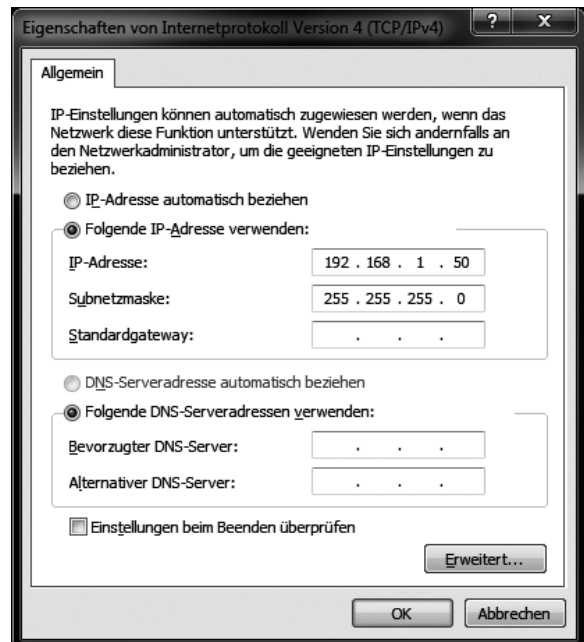 Eigenschaften von Internetprotokoll Version 4 (TCP/IPv4)
? X
Allgemein
IP-Einstellungen können automatisch zugewiesen werden, wenn das
Netzwerk diese Funktion unterstützt. Wenden Sie sich andernfalls an
den Netzwerkadministrator, um die geeigneten IP-Einstellungen zu
beziehen.
IP-Adresse automatisch beziehen
Folgende IP-Adresse verwenden:
IP-Adresse: 192 . 168 . 1 . 50
Subnetzmaske: 255 . 255 . 255 . 0
Standardgateway: . . .
DNS-Serveradresse automatisch beziehen
Folgende DNS-Serveradressen verwenden:
Bevorzugter DNS-Server: . . .
Alternativer DNS-Server: . . .
Einstellungen beim Beenden überprüfen
Erweitert...
OK Abbrechen